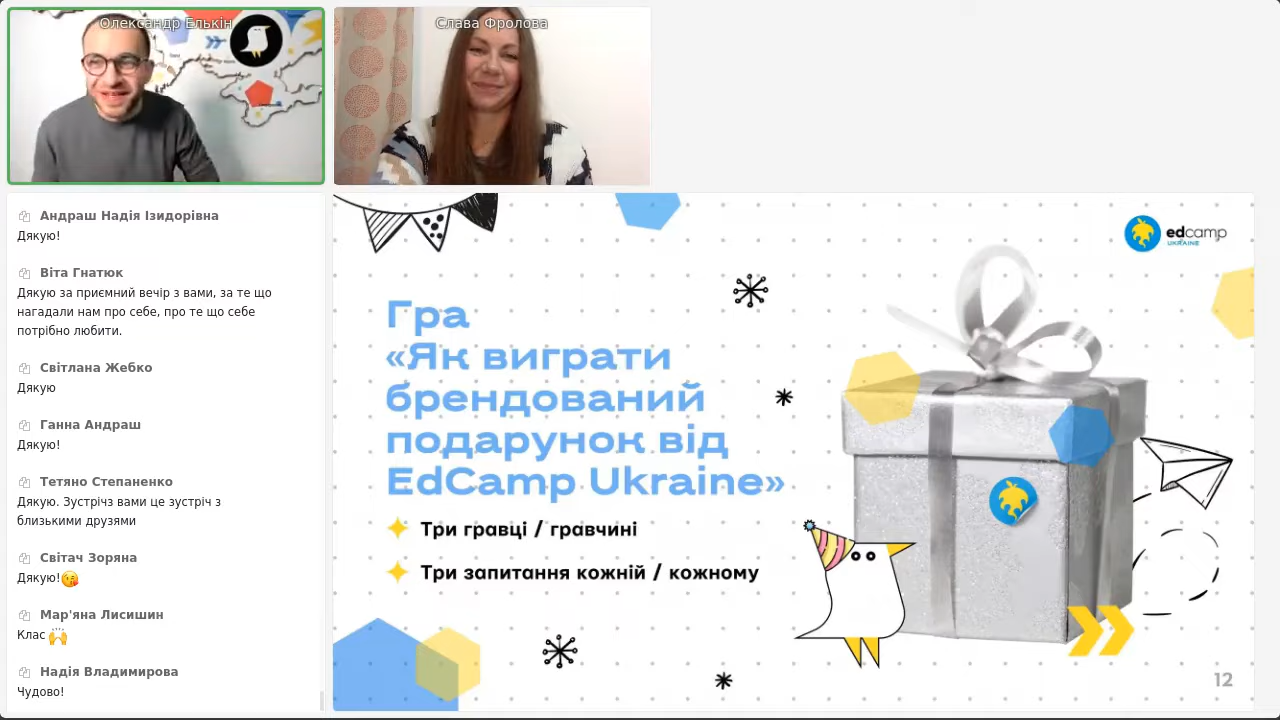 Олександр Елькін
Слава Фролова
Андраш Надія Ізидорівна
Дякую!
Віта Гнатюк
Дякую за приємний вечір з вами, за те що
нагадали нам про себе, про те що себе
потрібно любити.
Світлана Жебко
Дякую
Ганна Андраш
Дякую!
Тетяно Степаненко
Дякую. Зустрічз вами це зустріч з
близькими друзями
Світач Зоряна
Дякую!😘
Мар'яна Лисишин
Клас 🙌
Надія Владимирова
Чудово!
edcamp
UKRAINE
Гра
«Як виграти
брендований
подарунок від
EdCamp Ukraine»
Три гравці / гравчині
Три запитання кожній / кожному
12